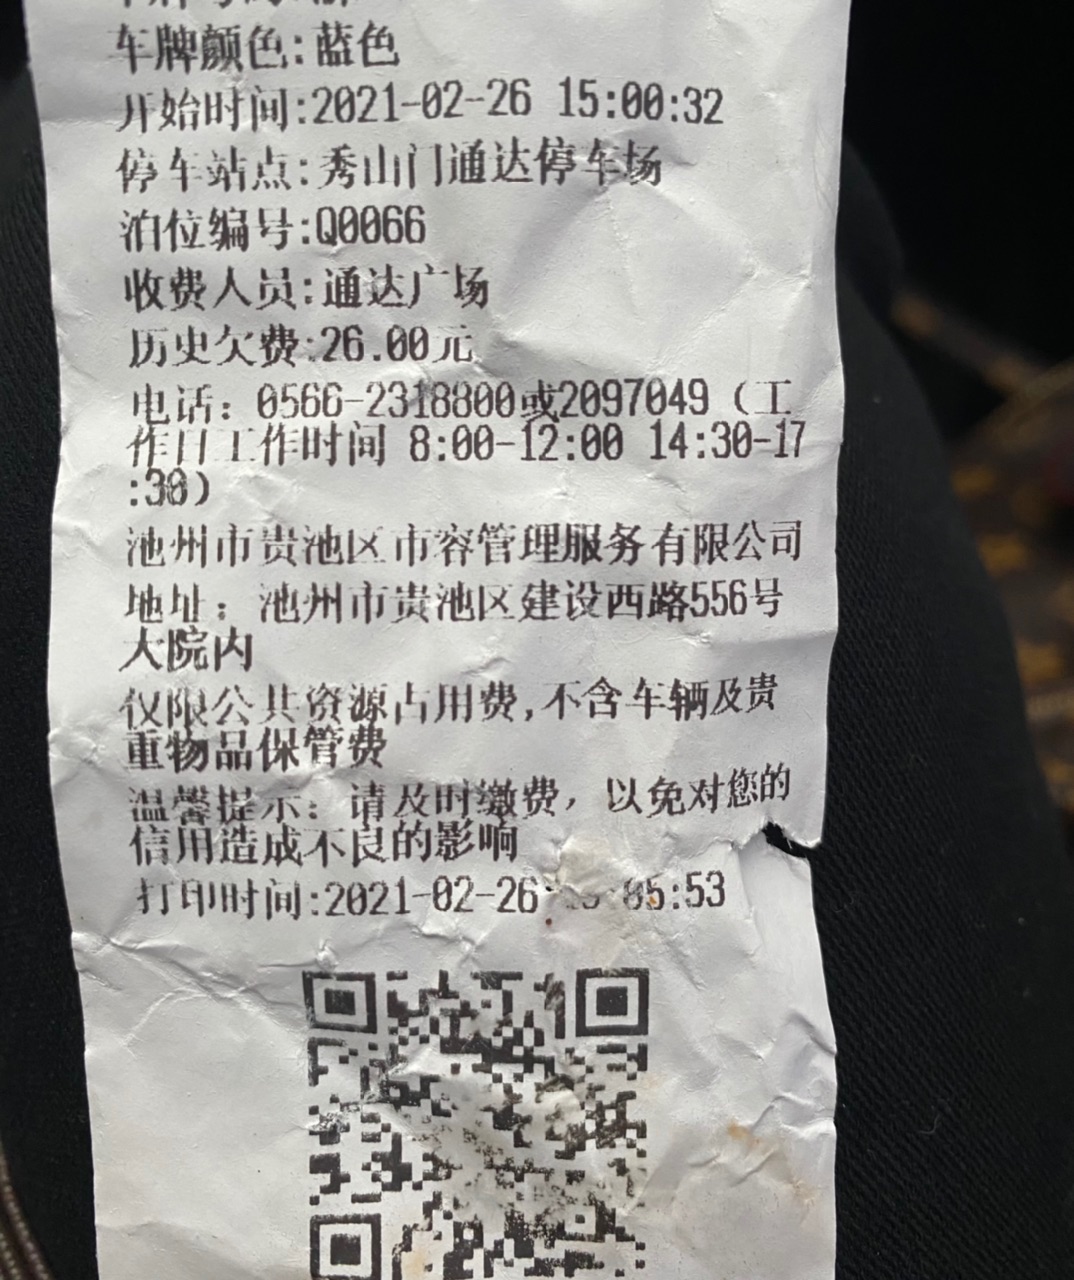 车牌颜色:蓝色
开始时间:2021-02-26 15:00:32
停车站点:秀山门通达停车场
泊位编号:Q0066
收费人员:通达广场
历史欠费:26.00元
电话：0566-2318800或2097049（工
作日工作时间 8:00-12:00 14:30-17
:30）
池州市贵池区市容管理服务有限公司
地址：池州市贵池区建设西路556号
大院内
仅限公共资源占用费,不含车辆及贵
重物品保管费
温馨提示：请及时缴费，以免对您的
信用造成不良的影响
打印时间:2021-02-26 05:53